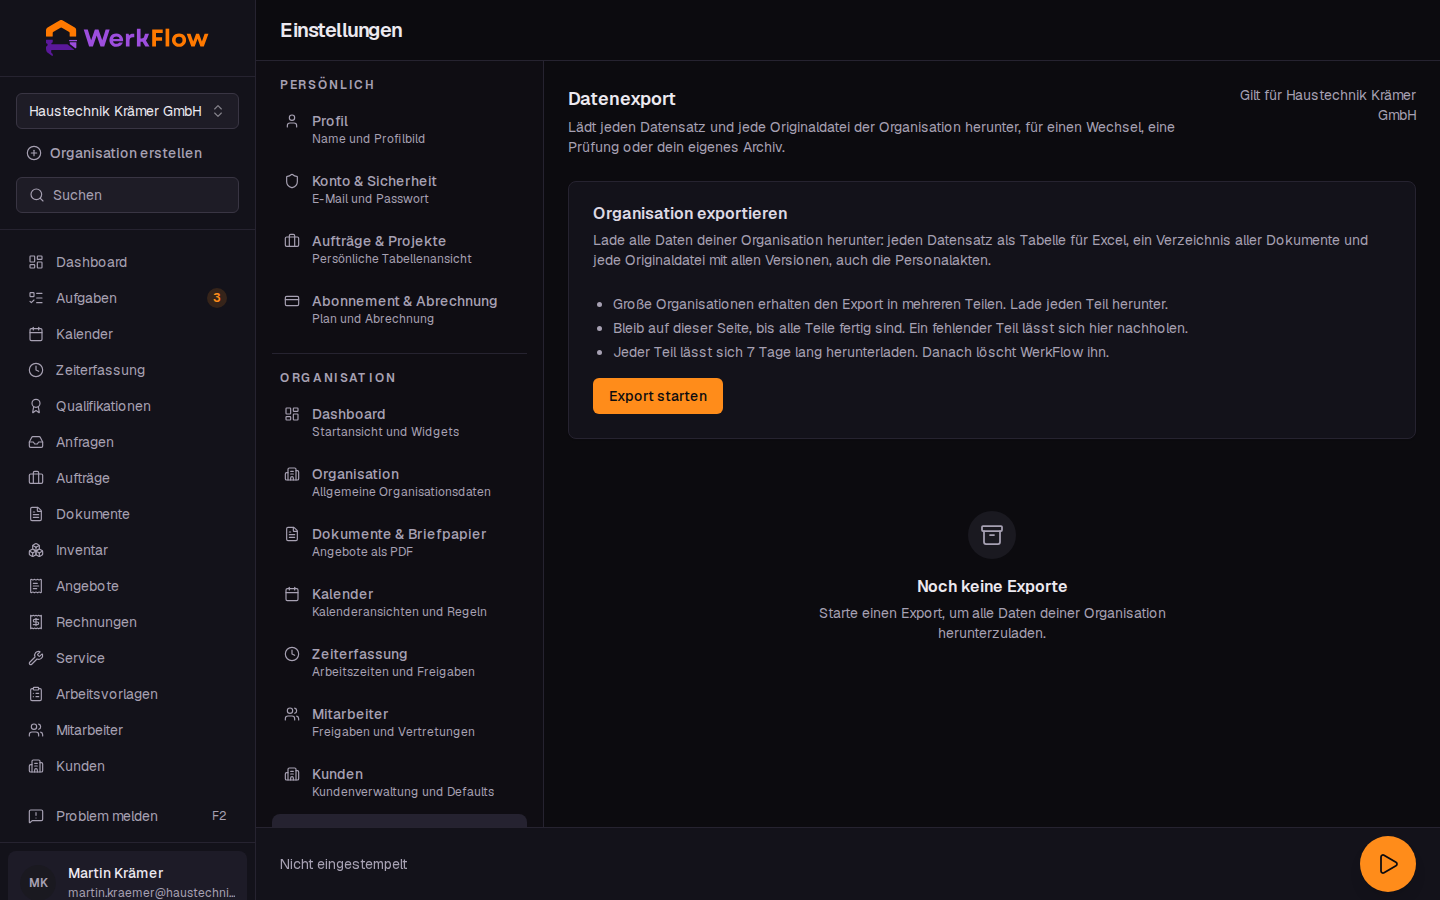 WerkFlow
Haustechnik Krämer GmbH
Organisation erstellen
Suchen
Dashboard
Aufgaben 3
Kalender
Zeiterfassung
Qualifikationen
Anfragen
Aufträge
Dokumente
Inventar
Angebote
Rechnungen
Service
Arbeitsvorlagen
Mitarbeiter
Kunden
Problem melden F2
MK
Martin Krämer
martin.kraemer@haustechni…
Einstellungen
PERSÖNLICH
Profil
Name und Profilbild
Konto & Sicherheit
E-Mail und Passwort
Aufträge & Projekte
Persönliche Tabellenansicht
Abonnement & Abrechnung
Plan und Abrechnung
ORGANISATION
Dashboard
Startansicht und Widgets
Organisation
Allgemeine Organisationsdaten
Dokumente & Briefpapier
Angebote als PDF
Kalender
Kalenderansichten und Regeln
Zeiterfassung
Arbeitszeiten und Freigaben
Mitarbeiter
Freigaben und Vertretungen
Kunden
Kundenverwaltung und Defaults
Datenexport
Lädt jeden Datensatz und jede Originaldatei der Organisation herunter, für einen Wechsel, eine
Prüfung oder dein eigenes Archiv.
Gilt für Haustechnik Krämer
GmbH
Organisation exportieren
Lade alle Daten deiner Organisation herunter: jeden Datensatz als Tabelle für Excel, ein Verzeichnis aller Dokumente und
jede Originaldatei mit allen Versionen, auch die Personalakten.
• Große Organisationen erhalten den Export in mehreren Teilen. Lade jeden Teil herunter.
• Bleib auf dieser Seite, bis alle Teile fertig sind. Ein fehlender Teil lässt sich hier nachholen.
• Jeder Teil lässt sich 7 Tage lang herunterladen. Danach löscht WerkFlow ihn.
Export starten
Noch keine Exporte
Starte einen Export, um alle Daten deiner Organisation
herunterzuladen.
Nicht eingestempelt